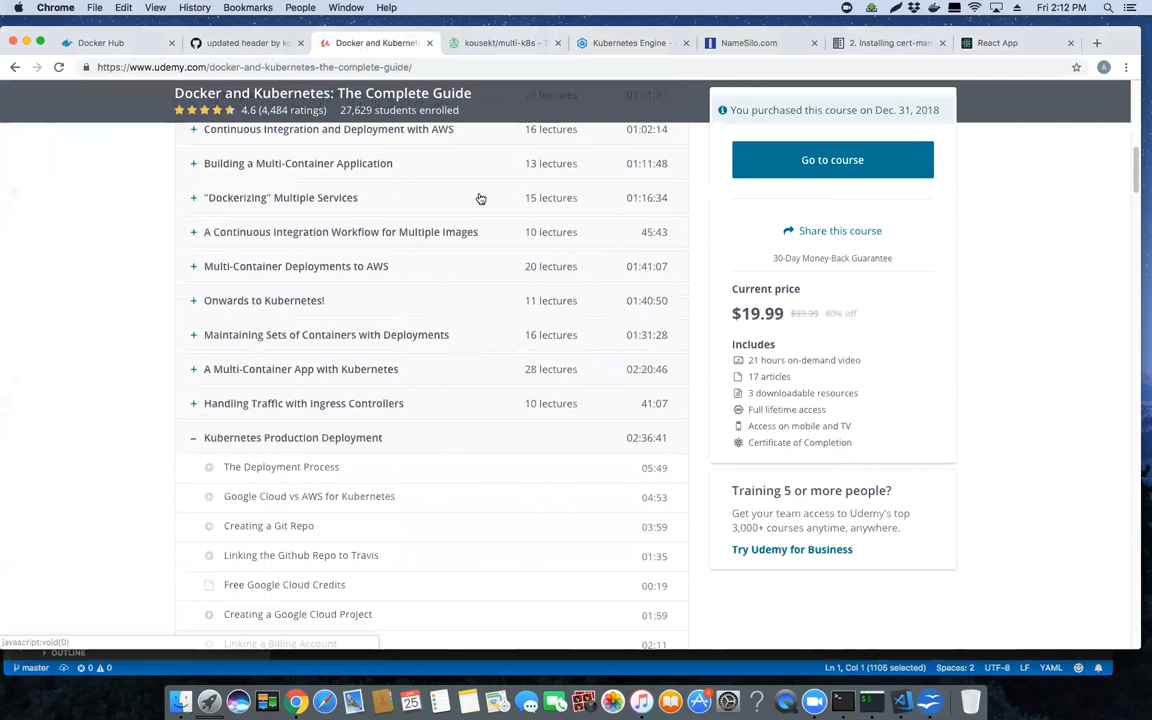 Chrome File Edit View History Bookmarks People Window Help Fri 2:12 PM
Docker Hub updated header by ko Docker and Kubernet kousekt/multi-k8s - T Kubernetes Engine - NameSilo.com 2. Installing cert-man React App
https://www.udemy.com/docker-and-kubernetes-the-complete-guide/
Docker and Kubernetes: The Complete Guide
4.6 (4,484 ratings) 27,629 students enrolled
Continuous Integration and Deployment with AWS 16 lectures 01:02:14
Building a Multi-Container Application 13 lectures 01:11:48
"Dockerizing" Multiple Services 15 lectures 01:16:34
A Continuous Integration Workflow for Multiple Images 10 lectures 45:43
Multi-Container Deployments to AWS 20 lectures 01:41:07
Onwards to Kubernetes! 11 lectures 01:40:50
Maintaining Sets of Containers with Deployments 16 lectures 01:31:28
A Multi-Container App with Kubernetes 28 lectures 02:20:46
Handling Traffic with Ingress Controllers 10 lectures 41:07
Kubernetes Production Deployment 02:36:41
The Deployment Process 05:49
Google Cloud vs AWS for Kubernetes 04:53
Creating a Git Repo 03:59
Linking the Github Repo to Travis 01:35
Free Google Cloud Credits 00:19
Creating a Google Cloud Project 01:59
Linking a Billing Account 02:11
You purchased this course on Dec. 31, 2018
Go to course
Share this course
30-Day Money-Back Guarantee
Current price
$19.99 $99.99 80% off
Includes
21 hours on-demand video
17 articles
3 downloadable resources
Full lifetime access
Access on mobile and TV
Certificate of Completion
Training 5 or more people?
Get your team access to Udemy's top
3,000+ courses anytime, anywhere.
Try Udemy for Business
javascript:void(0)
OUTLINE
master 0 0 Ln 1, Col 1 (1105 selected) Spaces: 2 UTF-8 LF YAML